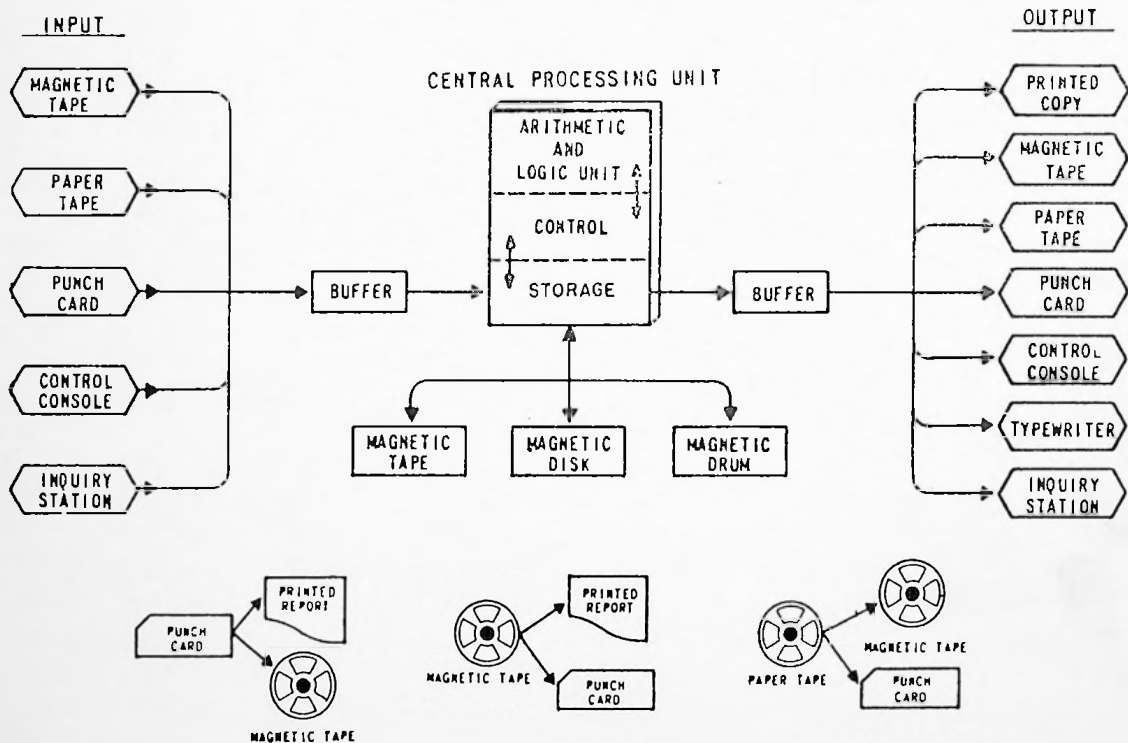 INPUT
MAGNETIC
TAPE
PAPER
TAPE
PUNCH
CARD
CONTROL
CONSOLE
INQUIRY
STATION
BUFFER
CENTRAL PROCESSING UNIT
ARITHMETIC
AND
LOGIC UNIT
CONTROL
STORAGE
MAGNETIC
TAPE
MAGNETIC
DISK
MAGNETIC
DRUM
BUFFER
OUTPUT
PRINTED
COPY
MAGNETIC
TAPE
PAPER
TAPE
PUNCH
CARD
CONTROL
CONSOLE
TYPEWRITER
INQUIRY
STATION
PUNCH
CARD
PRINTED
REPORT
MAGNETIC TAPE
MAGNETIC TAPE
PRINTED
REPORT
PUNCH
CARD
PAPER TAPE
MAGNETIC TAPE
PUNCH
CARD